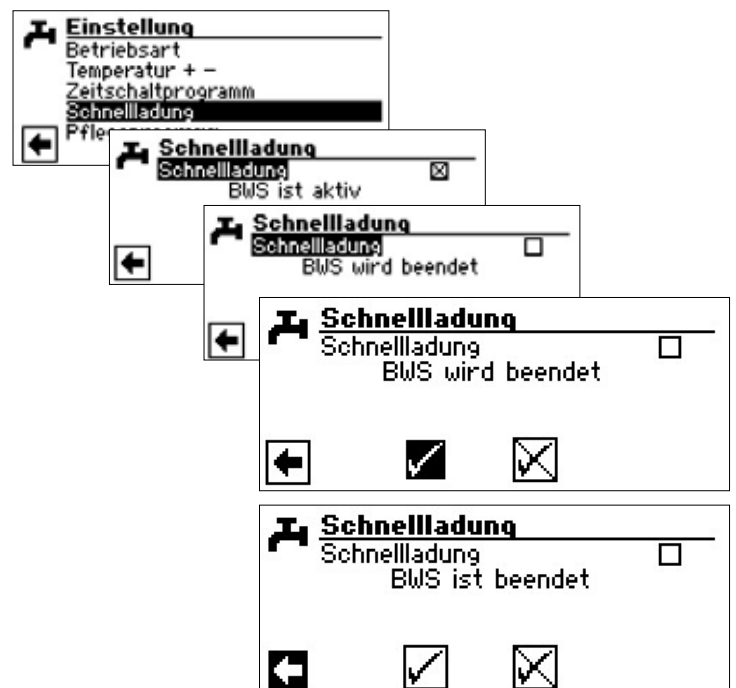 Einstellung
Betriebsart
Temperatur + -
Zeitschaltprogramm
Schnellladung
Schnellladung
Schnellladung
BWS ist aktiv
Schnellladung
Schnellladung
BWS wird beendet
Schnellladung
Schnellladung
BWS wird beendet
Schnellladung
Schnellladung
BWS ist beendet